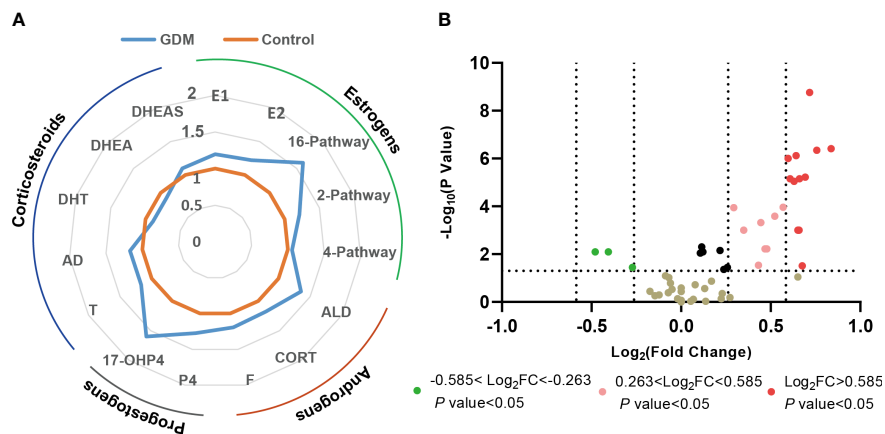 A
GDM
Control
Corticosteroids
Estrogens
Androgens
Progestogens
2
1.5
1
0.5
0
E1
E2
16-Pathway
2-Pathway
4-Pathway
ALD
CORT
F
P4
17-OHP4
T
AD
DHT
DHEA
DHEAS
B
-Log₁₀(P Value)
10
8
6
4
2
0
-1.0
-0.5
0.0
0.5
1.0
Log₂(Fold Change)
-0.585< Log₂FC<-0.263
P value<0.05
0.263<Log₂FC<0.585
P value<0.05
Log₂FC>0.585
P value<0.05